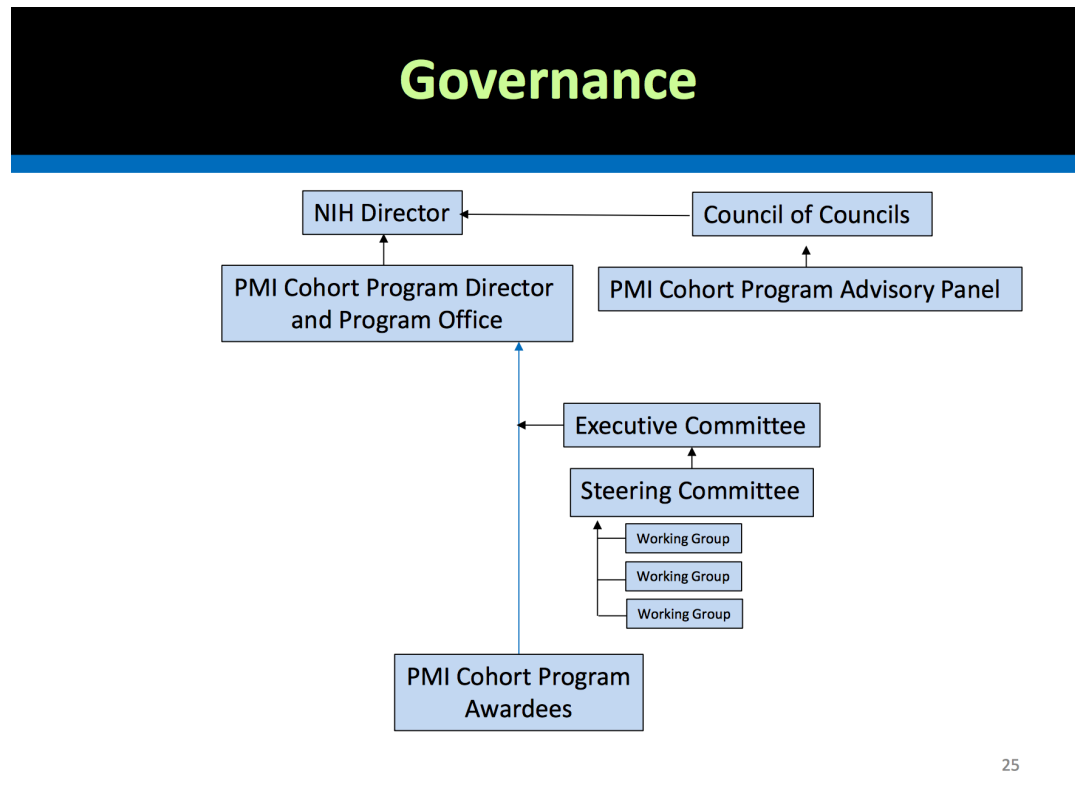 Governance
NIH Director
Council of Councils
PMI Cohort Program Director
and Program Office
PMI Cohort Program Advisory Panel
Executive Committee
Steering Committee
Working Group
Working Group
Working Group
PMI Cohort Program
Awardees
25